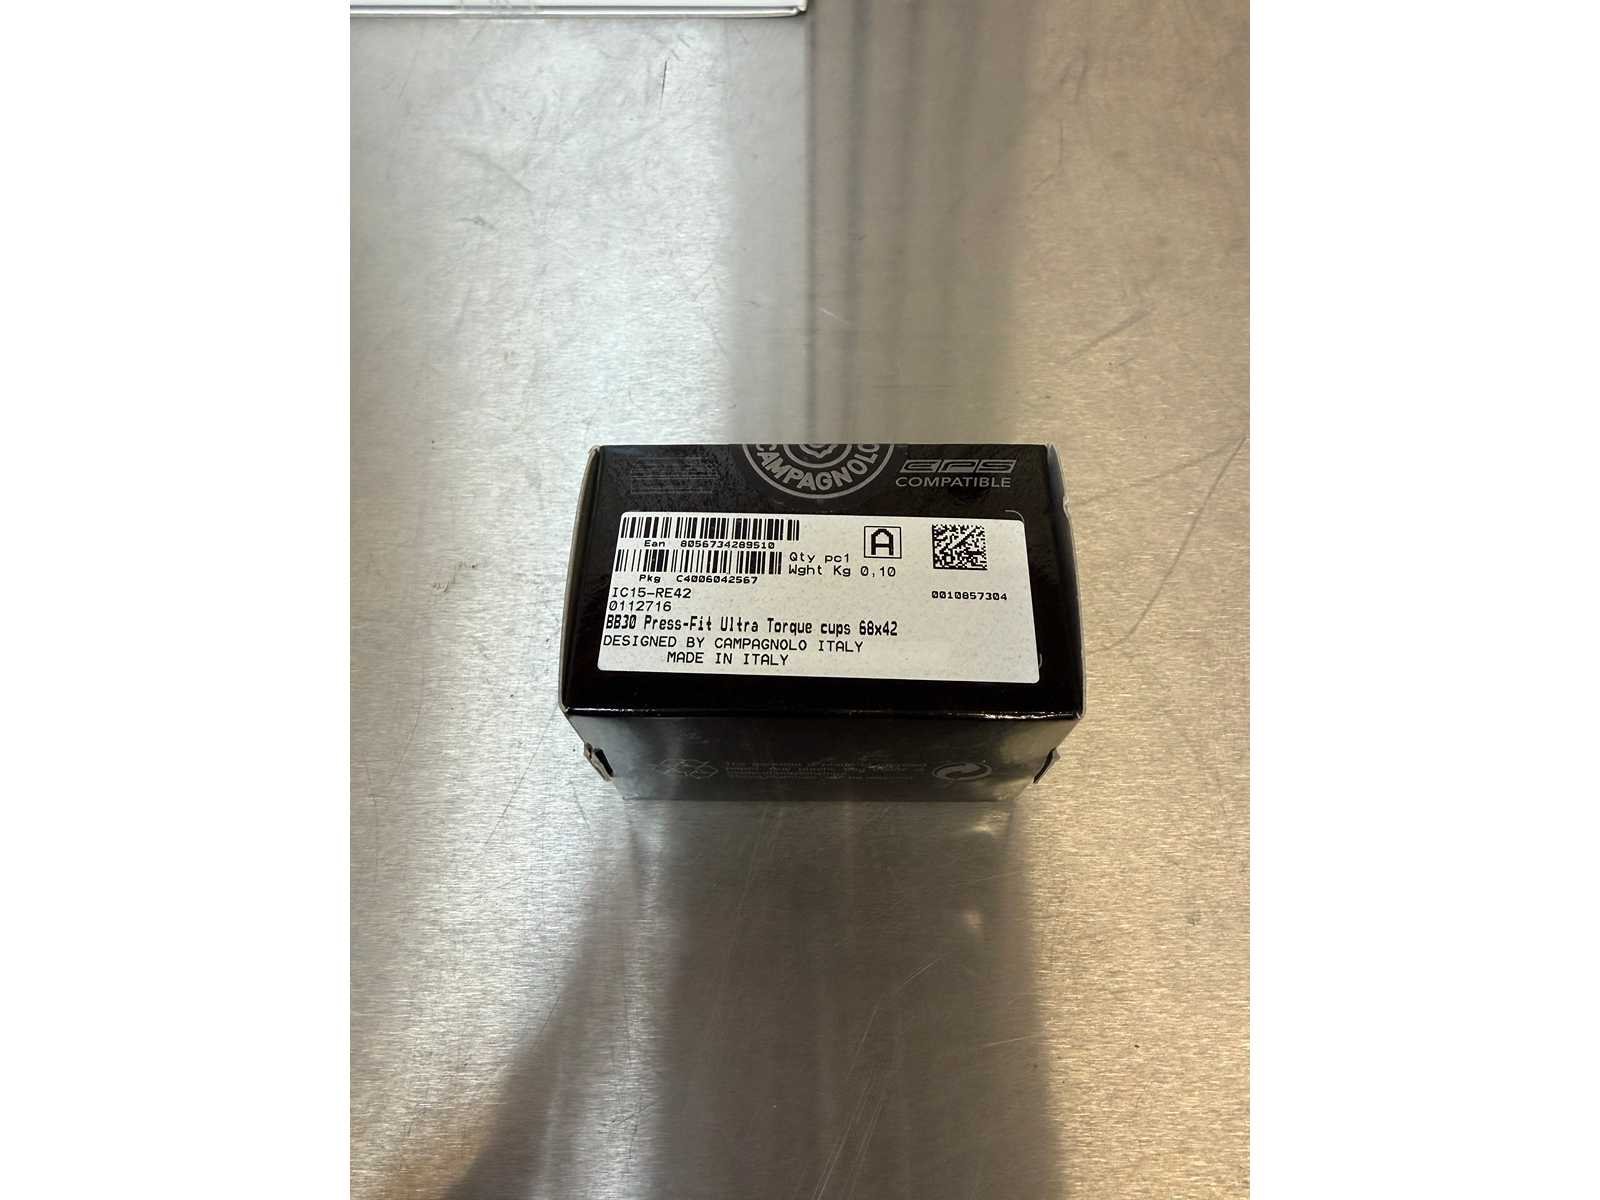 CAMPAGNOLO
EPS
COMPATIBLE
Ean 8056734289510
Pkg C4006042567
Qty pc1
Wght Kg 0,10
A
0010857304
IC15-RE42
0112716
BB30 Press-Fit Ultra Torque cups 68x42
DESIGNED BY CAMPAGNOLO ITALY
MADE IN ITALY